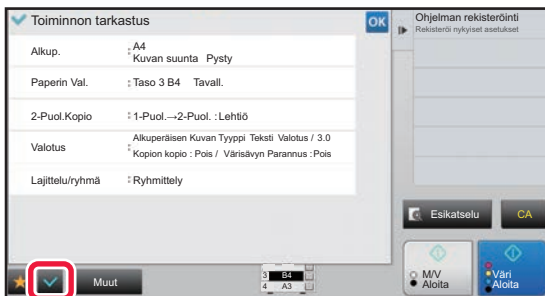 Toiminnon tarkastus
OK
Alkup.
: A4
Kuvan suunta Pysty
Paperin Val.
: Taso 3 B4 Tavall.
2-Puol.Kopio
: 1-Puol.→2-Puol. : Lehtiö
Valotus
: Alkuperäisen Kuvan Tyyppi Teksti Valotus / 3.0
Kopion kopio : Pois / Värisävyn Parannus : Pois
Lajittelu/ryhmä
: Ryhmittely
Muut
3 B4
4 A3
Ohjelman rekisteröinti
Rekisteröi nykyiset asetukset
Esikatselu
CA
M/V
Aloita
Väri
Aloita